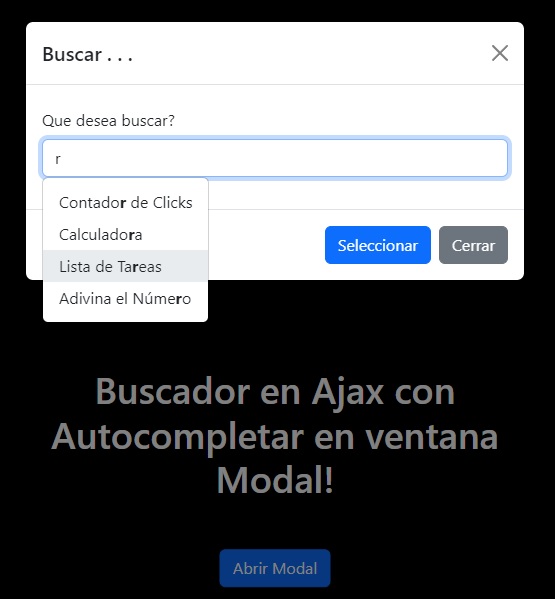 Buscar . . .
Que desea buscar?
r
Contador de Clicks
Calculadora
Lista de Tareas
Adivina el Número
Seleccionar
Cerrar
Buscador en Ajax con
Autocompletar en ventana
Modal!
Abrir Modal